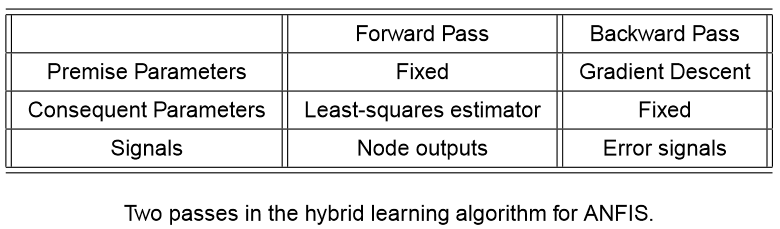 Forward Pass Backward Pass
Premise Parameters Fixed Gradient Descent
Consequent Parameters Least-squares estimator Fixed
Signals Node outputs Error signals
Two passes in the hybrid learning algorithm for ANFIS.